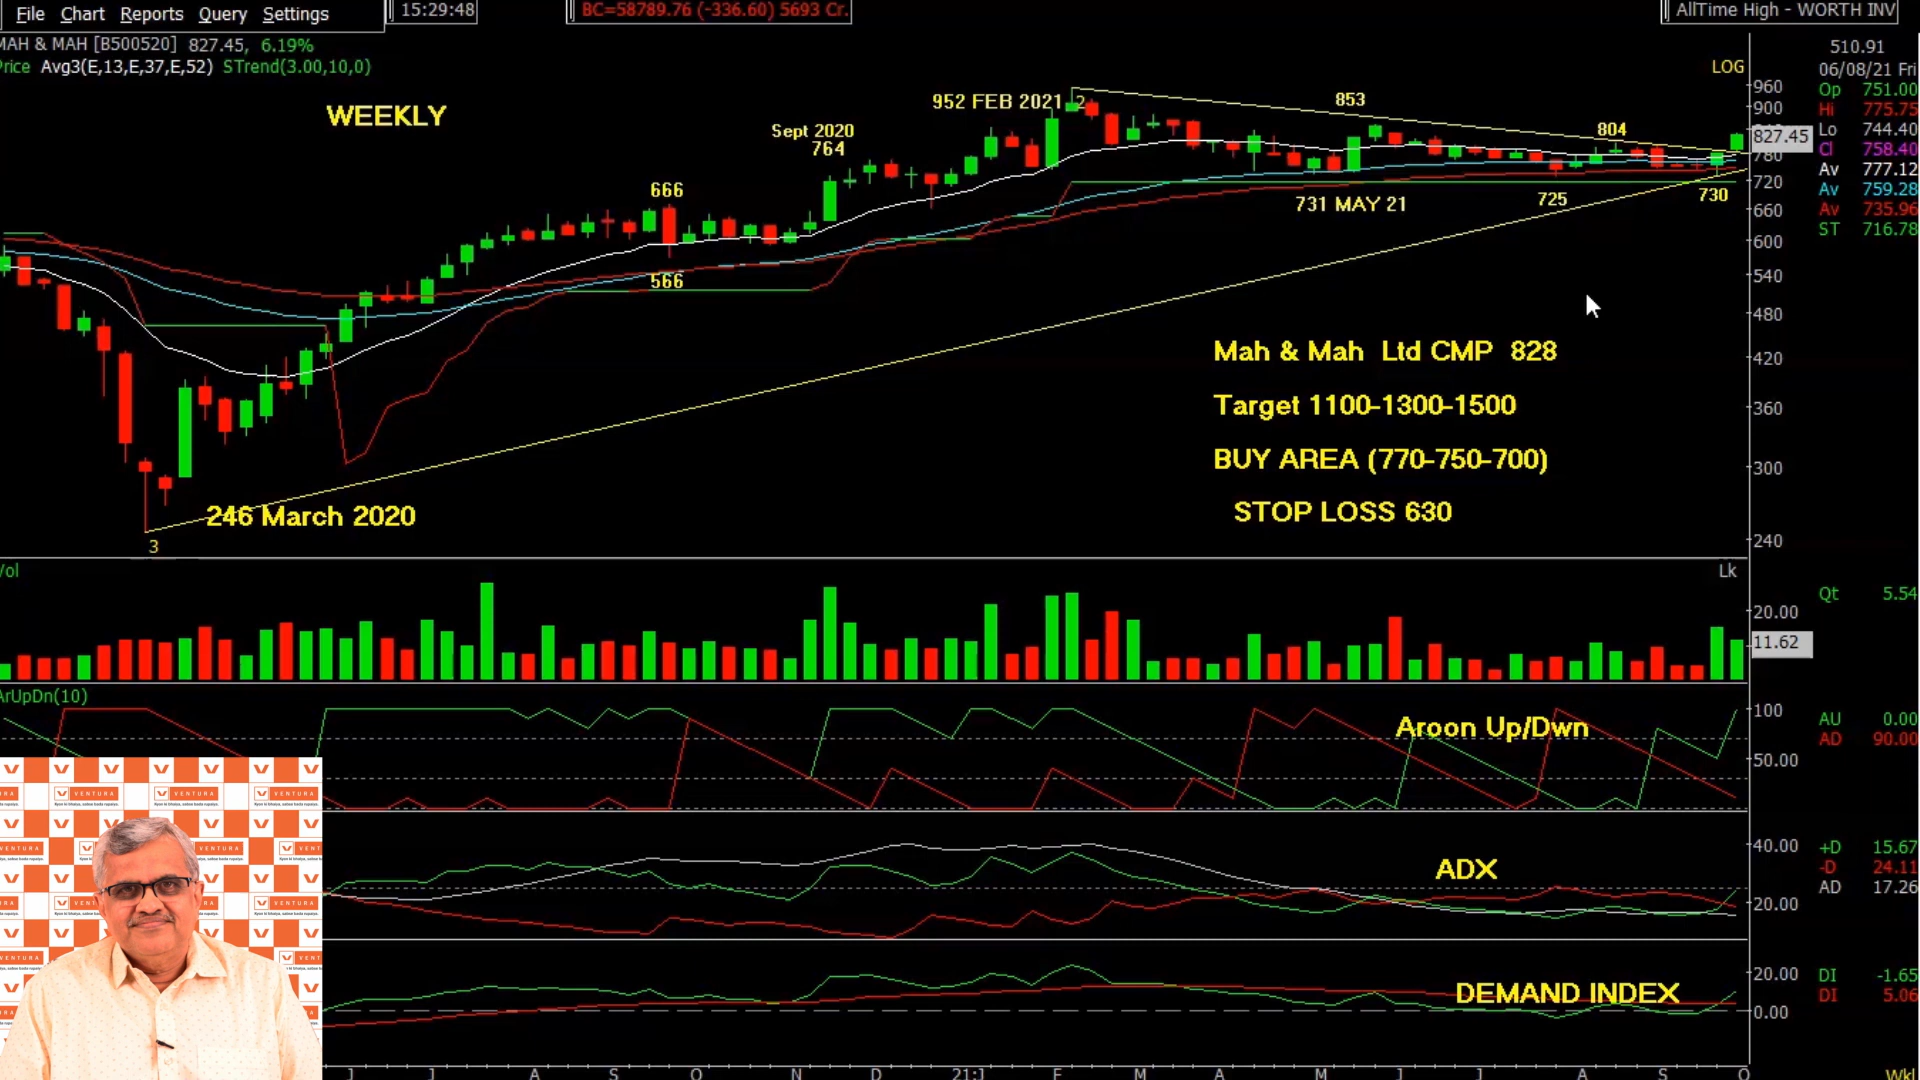 File Chart Reports Query Settings
15:29:48
BC=58789.76 (-336.60) 5693 Cr.
AllTime High - WORTH INV
MAH & MAH [B500520] 827.45, 6.19%
Price Avg3(E,13,E,37,E,52) STrend(3.00,10,0)
LOG
WEEKLY
952 FEB 2021
2
853
Sept 2020
764
804
666
566
731 MAY 21
725
730
Mah & Mah Ltd CMP 828
Target 1100-1300-1500
BUY AREA (770-750-700)
STOP LOSS 630
246 March 2020
3
960
900
827.45
780
720
660
600
540
480
420
360
300
240
510.91
06/08/21 Fri
Op 751.00
Hi 775.75
Lo 744.40
Cl 758.40
Av 777.12
Av 759.28
Av 735.96
ST 716.78
Vol
Lk
20.00
11.62
Qt 5.54
ArUpDn(10)
Aroon Up/Dwn
100
50.00
AU 0.00
AD 90.00
ADX
40.00
20.00
+D 15.67
-D 24.11
AD 17.26
DEMAND INDEX
20.00
0.00
DI -1.65
DI 5.06
VENTURA
J J A S O N D 21:J F M A M J J A S O
Wkl